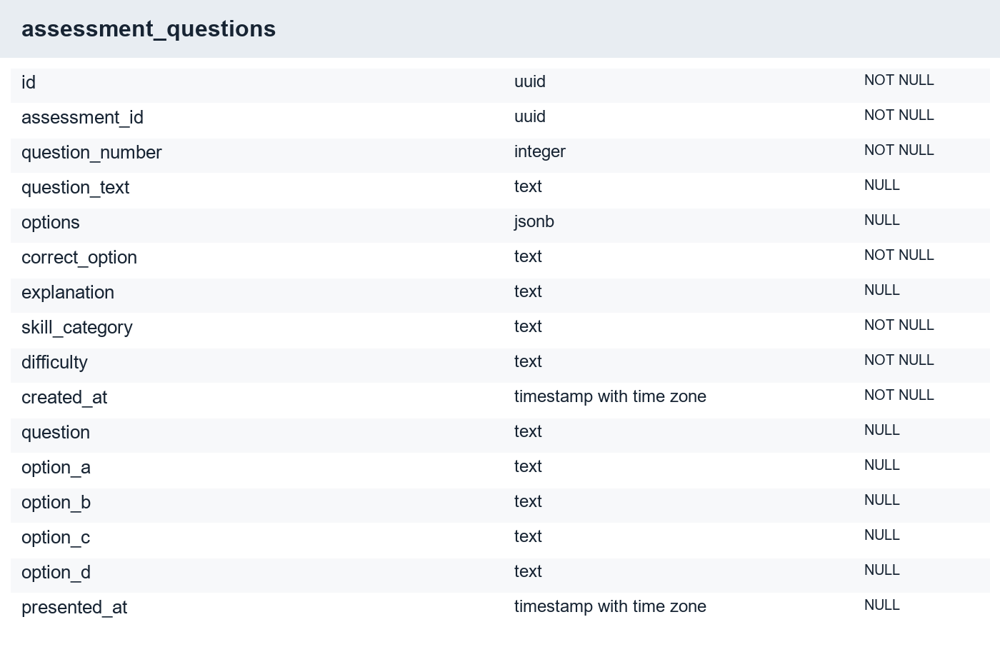 assessment_questions
id uuid NOT NULL
assessment_id uuid NOT NULL
question_number integer NOT NULL
question_text text NULL
options jsonb NULL
correct_option text NOT NULL
explanation text NULL
skill_category text NOT NULL
difficulty text NOT NULL
created_at timestamp with time zone NOT NULL
question text NULL
option_a text NULL
option_b text NULL
option_c text NULL
option_d text NULL
presented_at timestamp with time zone NULL